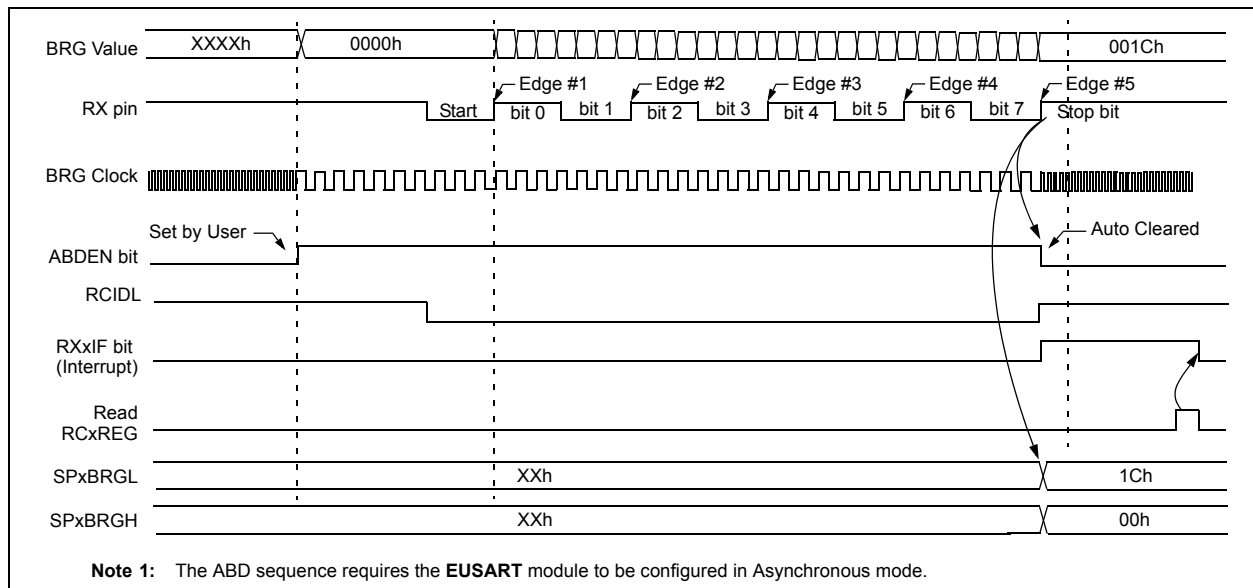 BRG Value XXXXh 0000h 001Ch
Edge #1 Edge #2 Edge #3 Edge #4 Edge #5
RX pin Start bit 0 bit 1 bit 2 bit 3 bit 4 bit 5 bit 6 bit 7 Stop bit
BRG Clock
Set by User Auto Cleared
ABDEN bit
RCIDL
RXxIF bit
(Interrupt)
Read
RCxREG
SPxBRGL XXh 1Ch
SPxBRGH XXh 00h
Note 1: The ABD sequence requires the EUSART module to be configured in Asynchronous mode.